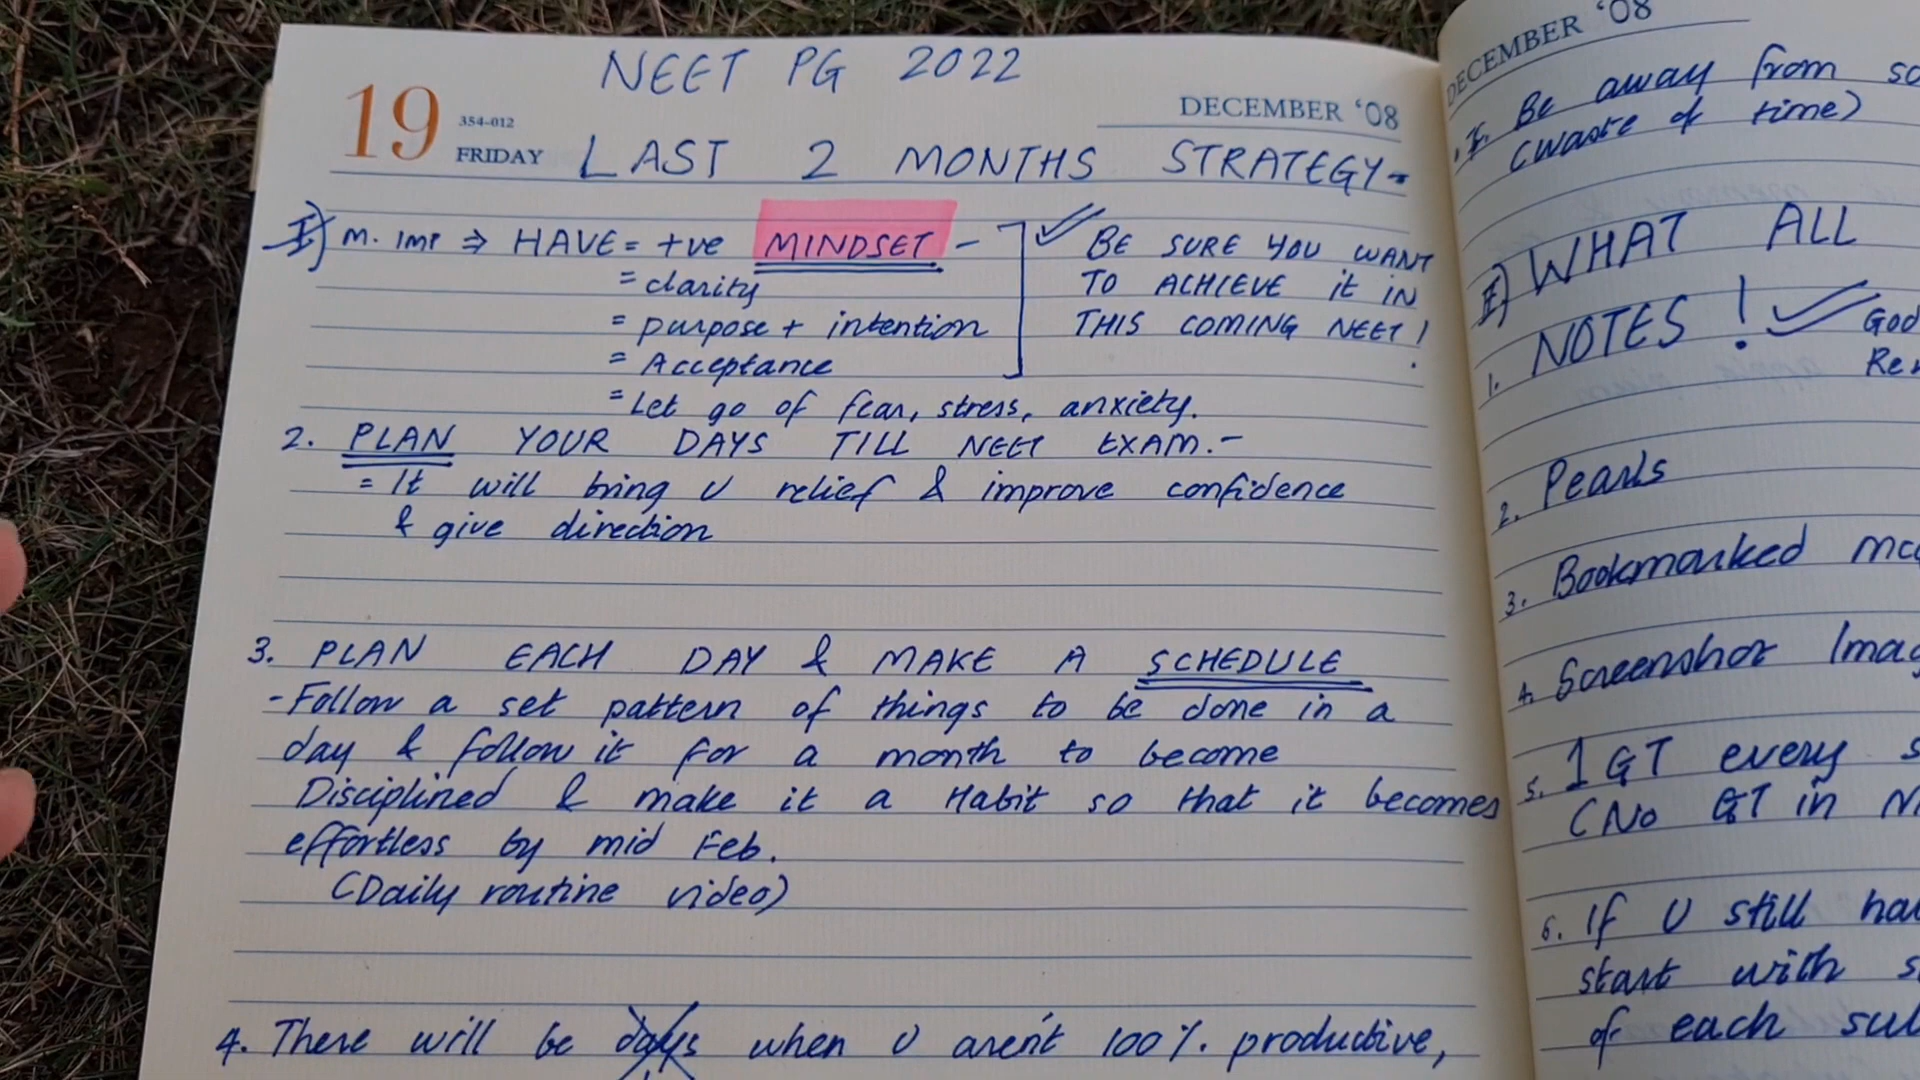 NEET PG 2022
19 354-012 FRIDAY DECEMBER '08
LAST 2 MONTHS STRATEGY-
I) M. IMP ⇒ HAVE = +ve MINDSET -
= clarity
= purpose + intention
= Acceptance
= Let go of fear, stress, anxiety.
✓ BE SURE YOU WANT
TO ACHIEVE it IN
THIS COMING NEET!
2. PLAN YOUR DAYS TILL NEET EXAM.-
= It will bring U relief & improve confidence
& give direction
3. PLAN EACH DAY & MAKE A SCHEDULE
- Follow a set pattern of things to be done in a
day & follow it for a month to become
Disciplined & make it a Habit so that it becomes
effortless by mid Feb.
(Daily routine video)
4. There will be days when U aren't 100%. productive,
DECEMBER '08
Be away from
(waste of time)
II) WHAT ALL
1. NOTES! ✓ God
2. Pearls
3. Bookmarked
4. Screenshot
5. 1 GT every
(No GT in
6. If U still
start with
of each